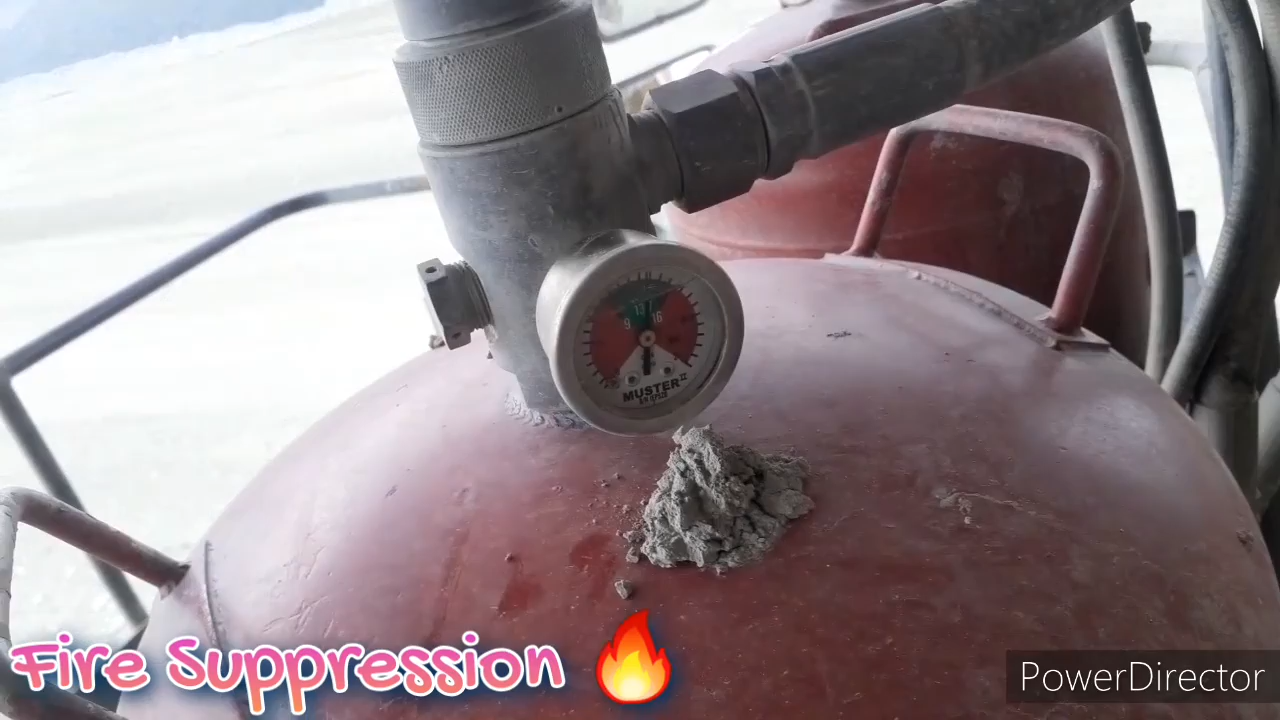 13
9
16
MUSTER
Fire Suppression 🔥
PowerDirector